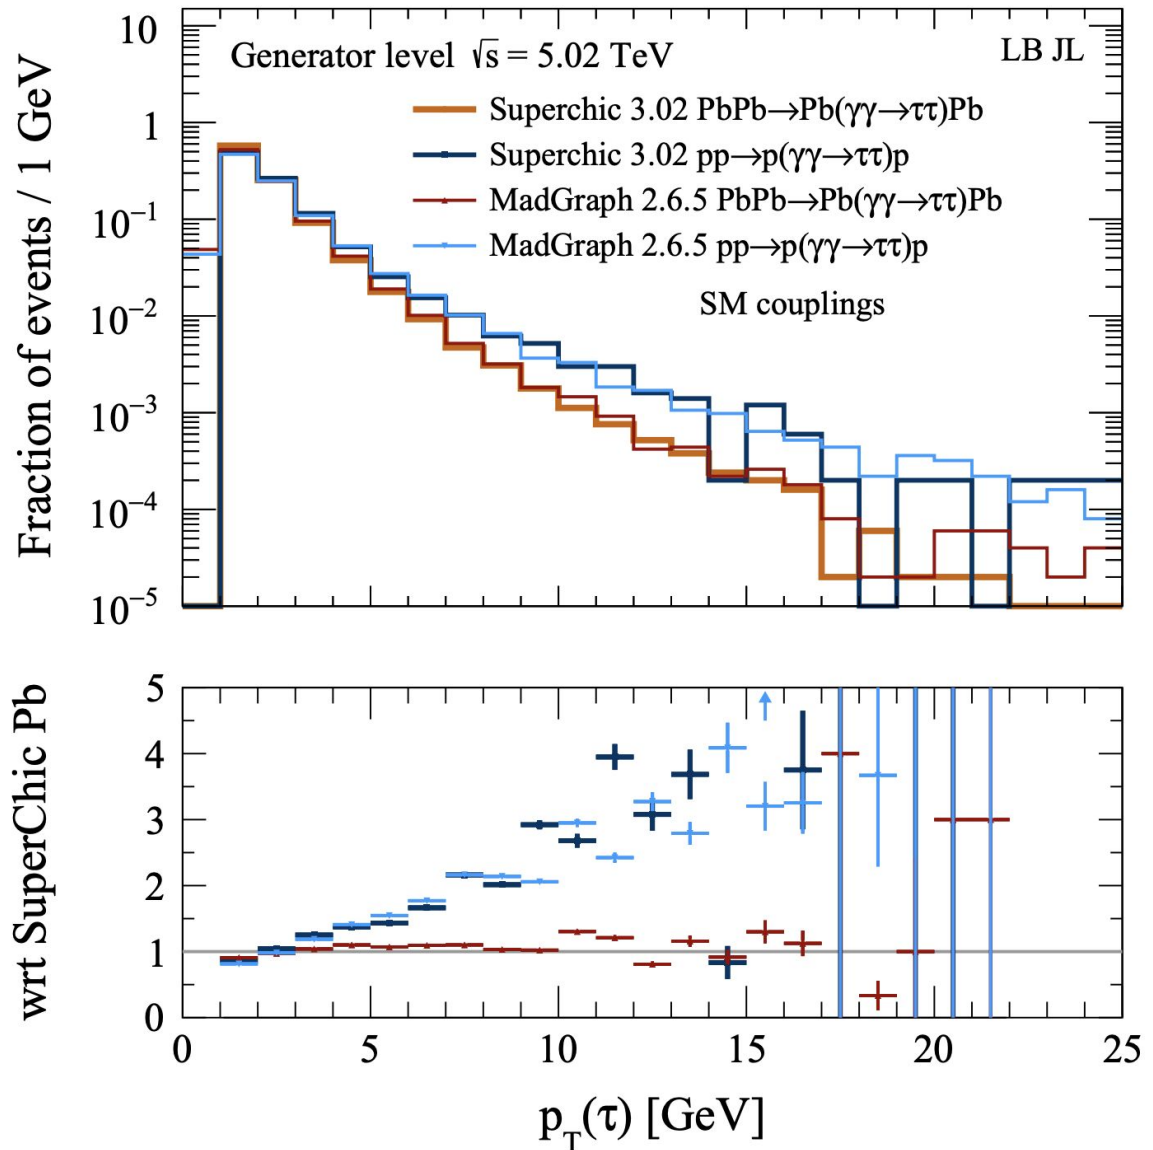 Generator level √s = 5.02 TeV
LB JL
Superchic 3.02 PbPb→Pb(γγ→ττ)Pb
Superchic 3.02 pp→p(γγ→ττ)p
MadGraph 2.6.5 PbPb→Pb(γγ→ττ)Pb
MadGraph 2.6.5 pp→p(γγ→ττ)p
SM couplings
Fraction of events / 1 GeV
10
1
10⁻¹
10⁻²
10⁻³
10⁻⁴
10⁻⁵
wrt SuperChic Pb
5
4
3
2
1
0
0 5 10 15 20 25
p_T(τ) [GeV]